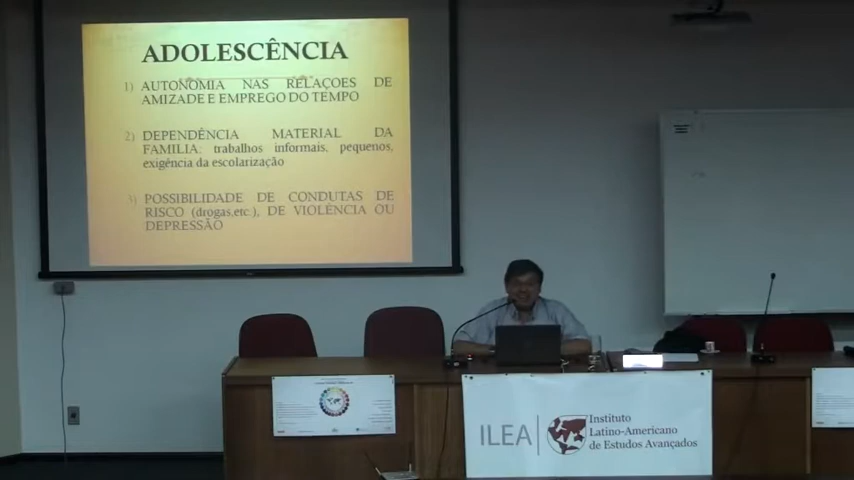 ADOLESCÊNCIA
1) AUTONOMIA NAS RELAÇOES DE
AMIZADE E EMPREGO DO TEMPO
2) DEPENDÊNCIA MATERIAL DA
FAMILIA: trabalhos informais, pequenos,
exigência da escolarização
3) POSSIBILIDADE DE CONDUTAS DE
RISCO (drogas,etc.), DE VIOLÊNCIA OU
DEPRESSÃO
ILEA
Instituto
Latino-Americano
de Estudos Avançados